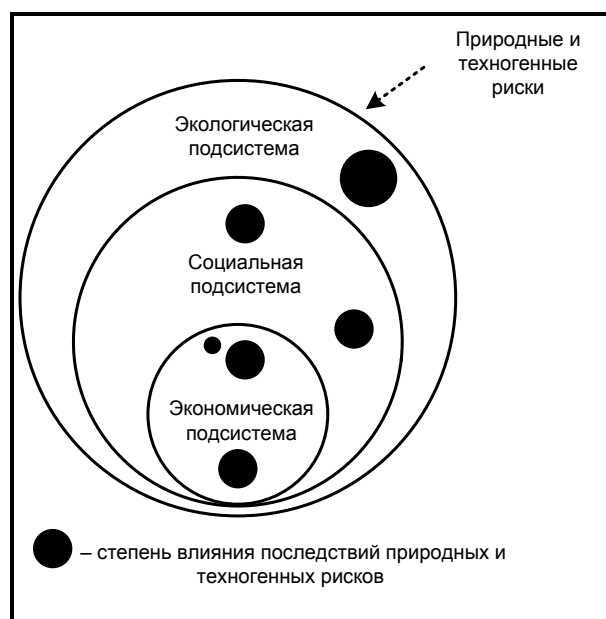 Природные и
техногенные
риски
Экологическая
подсистема
Социальная
подсистема
Экономическая
подсистема
– степень влияния последствий природных и
техногенных рисков